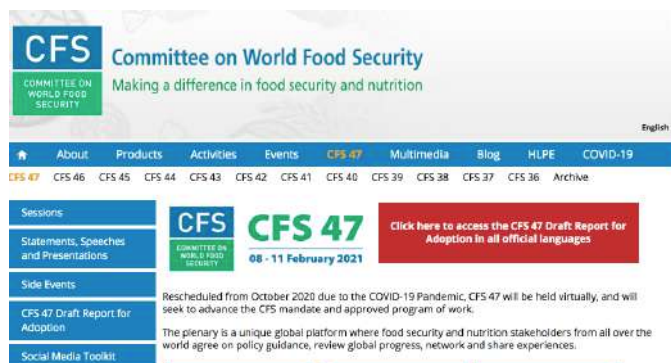 CFS
COMMITTEE ON
WORLD FOOD
SECURITY
Committee on World Food Security
Making a difference in food security and nutrition
English
About Products Activities Events CFS 47 Multimedia Blog HLPE COVID-19
CFS 47 CFS 46 CFS 45 CFS 44 CFS 43 CFS 42 CFS 41 CFS 40 CFS 39 CFS 38 CFS 37 CFS 36 Archive
Sessions
Statements, Speeches
and Presentations
Side Events
CFS 47 Draft Report for
Adoption
Social Media Toolkit
CFS
COMMITTEE ON
WORLD FOOD
SECURITY
CFS 47
08 - 11 February 2021
Click here to access the CFS 47 Draft Report for
Adoption in all official languages
Rescheduled from October 2020 due to the COVID-19 Pandemic, CFS 47 will be held virtually, and will
seek to advance the CFS mandate and approved program of work.
The plenary is a unique global platform where food security and nutrition stakeholders from all over the
world agree on policy guidance, review global progress, network and share experiences.